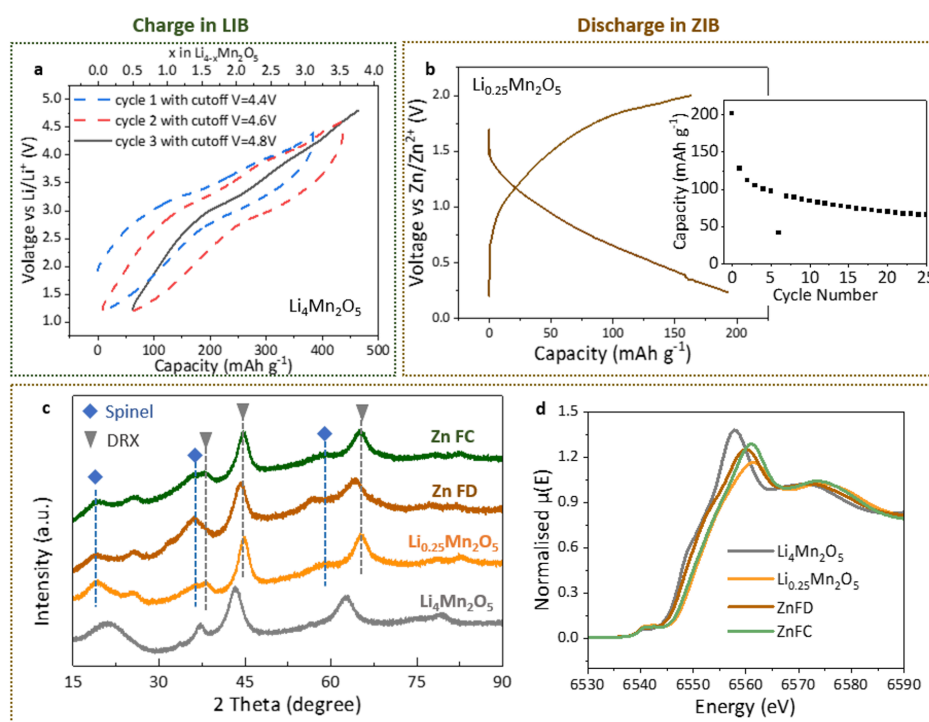 Charge in LIB
Discharge in ZIB
a
x in Li₄₋ₓMn₂O₅
0.0 0.5 1.0 1.5 2.0 2.5 3.0 3.5 4.0
cycle 1 with cutoff V=4.4V
cycle 2 with cutoff V=4.6V
cycle 3 with cutoff V=4.8V
Volatge vs Li/Li⁺ (V)
5.0
4.5
4.0
3.5
3.0
2.5
2.0
1.5
1.0
Li₄Mn₂O₅
0 100 200 300 400 500
Capacity (mAh g⁻¹)
b
Li₀.₂₅Mn₂O₅
Voltage vs Zn/Zn²⁺ (V)
2.0
1.5
1.0
0.5
0.0
0 50 100 150 200
Capacity (mAh g⁻¹)
Capacity (mAh g⁻¹)
200
150
100
50
0
0 5 10 15 20 25
Cycle Number
c
Spinel
DRX
Zn FC
Zn FD
Li₀.₂₅Mn₂O₅
Li₄Mn₂O₅
Intensity (a.u.)
15 30 45 60 75 90
2 Theta (degree)
d
Normalised μ(E)
1.5
1.2
0.9
0.6
0.3
0.0
Li₄Mn₂O₅
Li₀.₂₅Mn₂O₅
ZnFD
ZnFC
6530 6540 6550 6560 6570 6580 6590
Energy (eV)